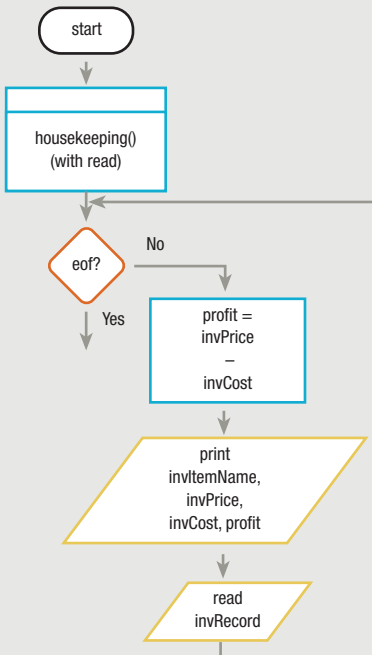 start
housekeeping()
(with read)
eof?
No
Yes
profit =
invPrice
–
invCost
print
invItemName,
invPrice,
invCost, profit
read
invRecord